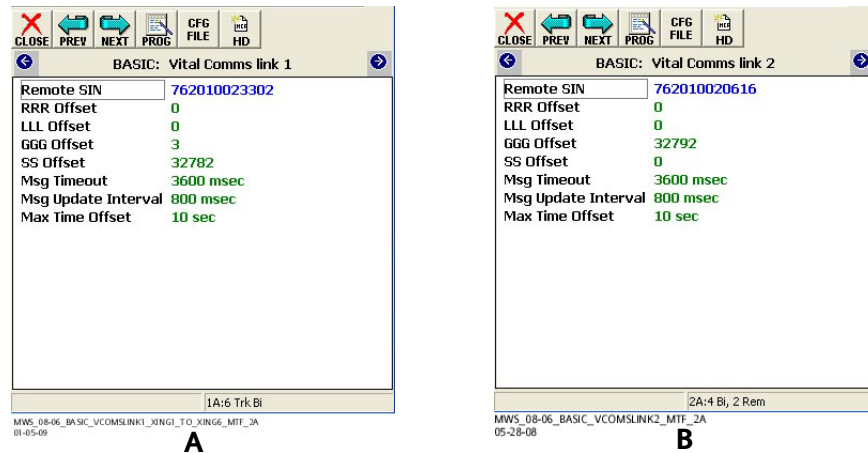 CLOSE PREV NEXT PROG CFG FILE HD
BASIC: Vital Comms link 1
Remote SIN 762010023302
RRR Offset 0
LLL Offset 0
GGG Offset 3
SS Offset 32782
Msg Timeout 3600 msec
Msg Update Interval 800 msec
Max Time Offset 10 sec
1A:6 Trk Bi
MWS_08-06_BASIC_VCOMSLINK1_XING1_TO_XING6_MTF_2A
01-05-09
A
CLOSE PREV NEXT PROG CFG FILE HD
BASIC: Vital Comms link 2
Remote SIN 762010020616
RRR Offset 0
LLL Offset 0
GGG Offset 32792
SS Offset 0
Msg Timeout 3600 msec
Msg Update Interval 800 msec
Max Time Offset 10 sec
2A:4 Bi, 2 Rem
MWS_08-06_BASIC_VCOMSLINK2_MTF_2A
05-28-08
B